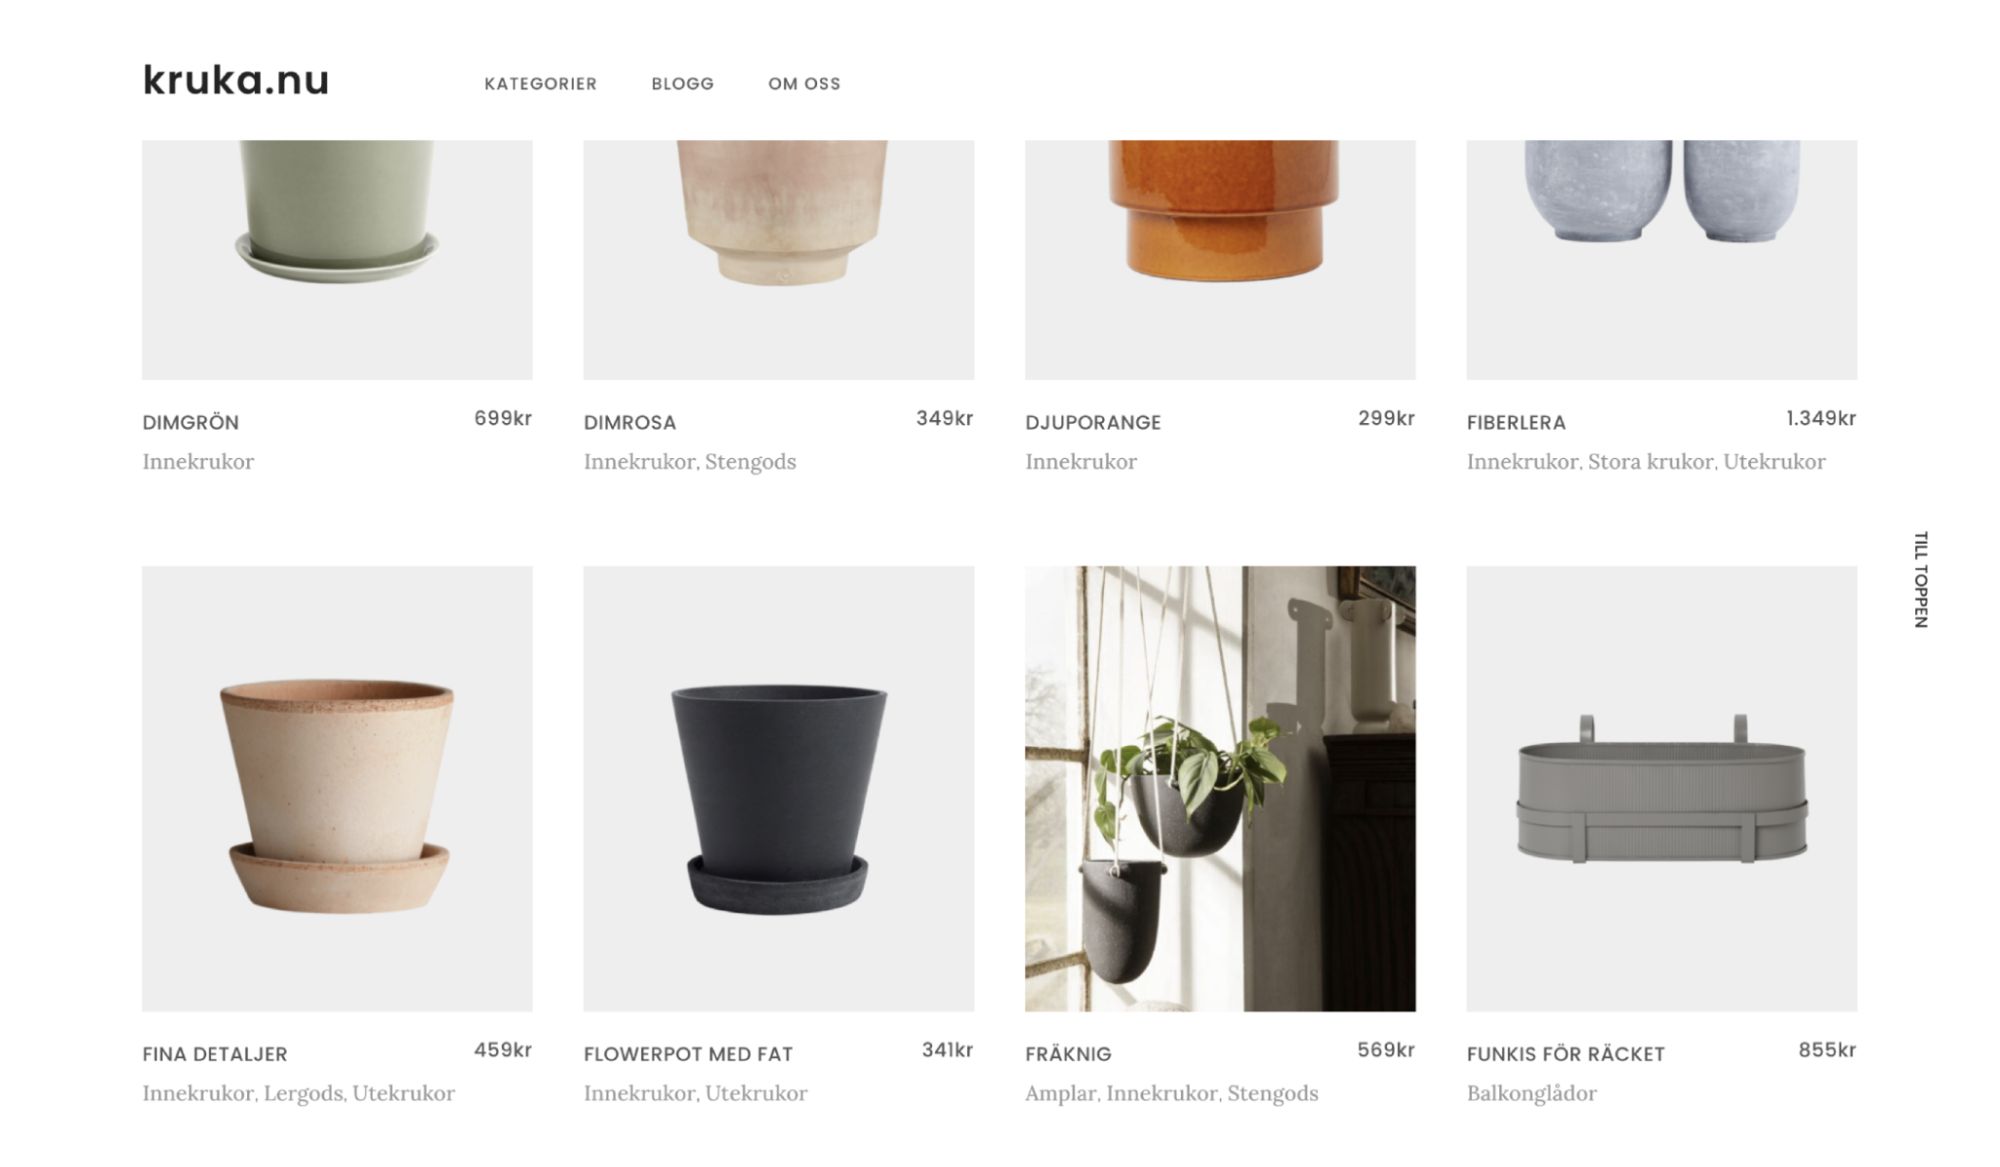 kruka.nu
KATEGORIER
BLOGG
OM OSS
DIMGRÖN
699kr
Innekrukor
DIMROSA
349kr
Innekrukor, Stengods
DJUPORANGE
299kr
Innekrukor
FIBERLERA
1.349kr
Innekrukor, Stora krukor, Utekrukor
TILL TOPPEN
FINA DETALJER
459kr
Innekrukor, Lergods, Utekrukor
FLOWERPOT MED FAT
341kr
Innekrukor, Utekrukor
FRÄKNIG
569kr
Amplar, Innekrukor, Stengods
FUNKIS FÖR RÄCKET
855kr
Balkonglådor